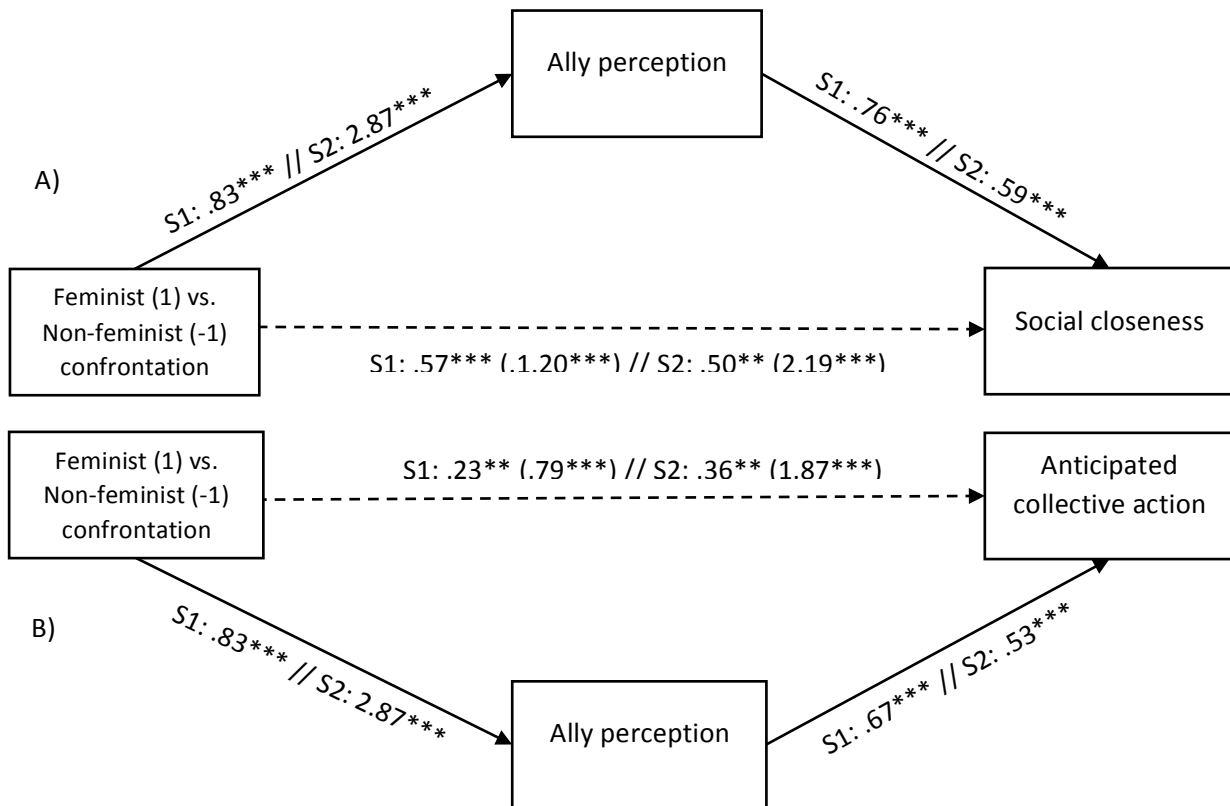 Ally perception
S1: .83*** // S2: 2.87***
S1: .76*** // S2: .59***
A)
Feminist (1) vs.
Non-feminist (-1)
confrontation
Social closeness
S1: .57*** (.1.20***) // S2: .50** (2.19***)
Feminist (1) vs.
Non-feminist (-1)
confrontation
S1: .23** (.79***) // S2: .36** (1.87***)
Anticipated
collective action
B)
S1: .83*** // S2: 2.87***
S1: .67*** // S2: .53***
Ally perception